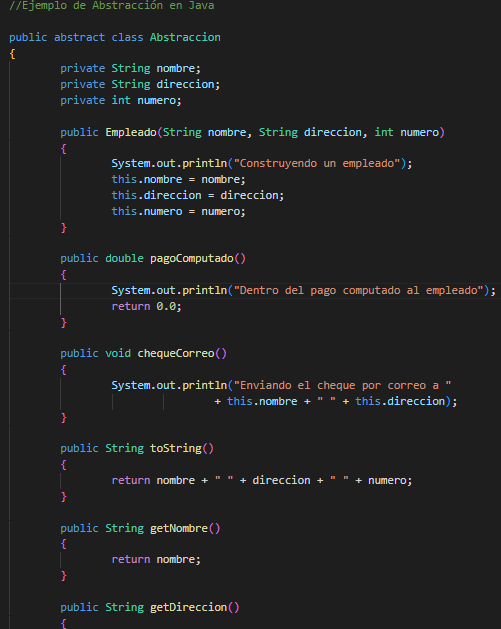 //Ejemplo de Abstracción en Java
public abstract class Abstraccion
{
private String nombre;
private String direccion;
private int numero;
public Empleado(String nombre, String direccion, int numero)
{
System.out.println("Construyendo un empleado");
this.nombre = nombre;
this.direccion = direccion;
this.numero = numero;
}
public double pagoComputado()
{
System.out.println("Dentro del pago computado al empleado");
return 0.0;
}
public void chequeCorreo()
{
System.out.println("Enviando el cheque por correo a "
+ this.nombre + " " + this.direccion);
}
public String toString()
{
return nombre + " " + direccion + " " + numero;
}
public String getNombre()
{
return nombre;
}
public String getDireccion()
{